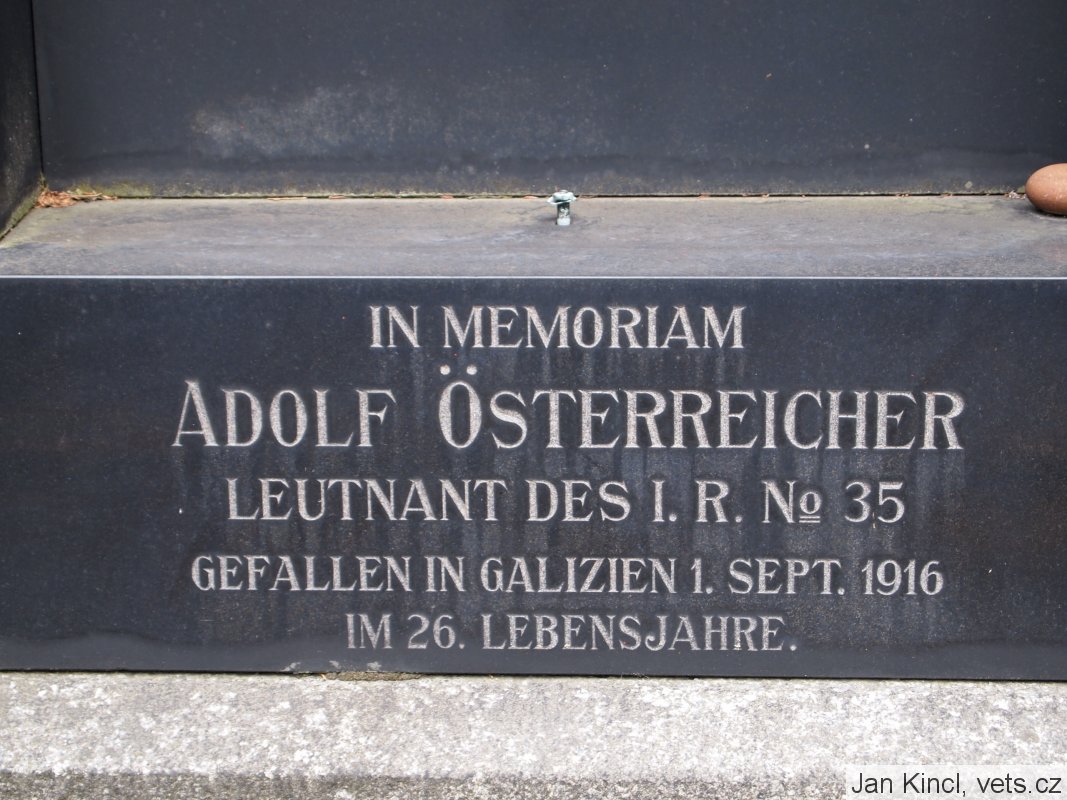 IN MEMORIAM
ADOLF ÖSTERREICHER
LEUTNANT DES I. R. No 35
GEFALLEN IN GALIZIEN 1. SEPT. 1916
IM 26. LEBENSJAHRE.
Jan Kincl, vets.cz